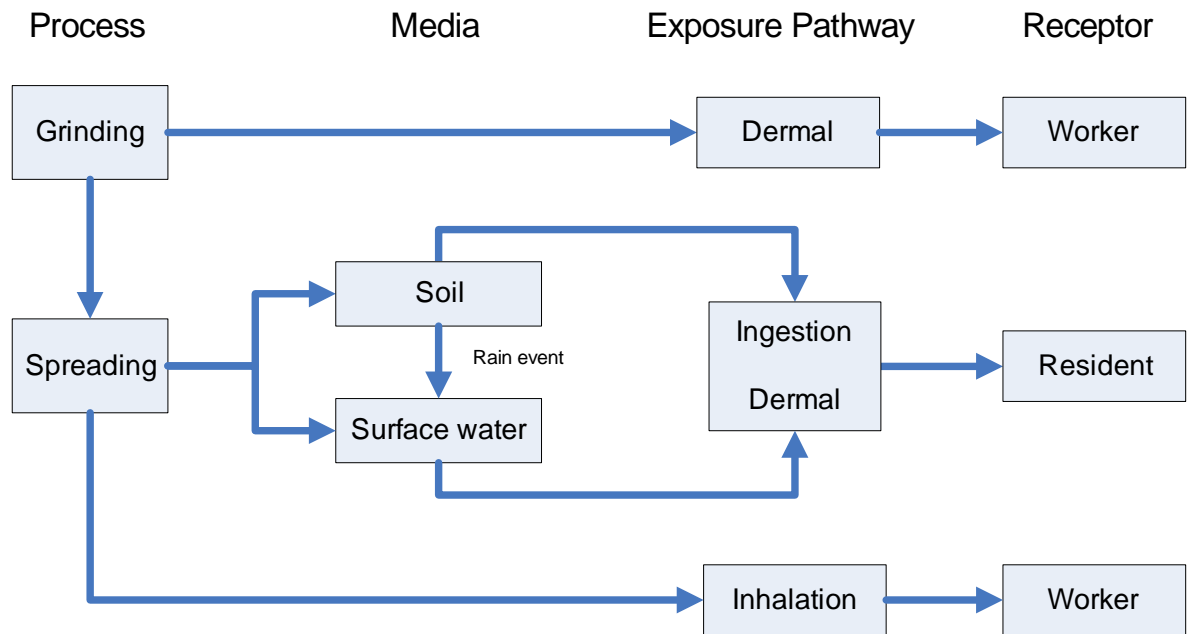 Process Media Exposure Pathway Receptor
Grinding Dermal Worker
Soil
Rain event
Spreading Ingestion Resident
Dermal
Surface water
Inhalation Worker